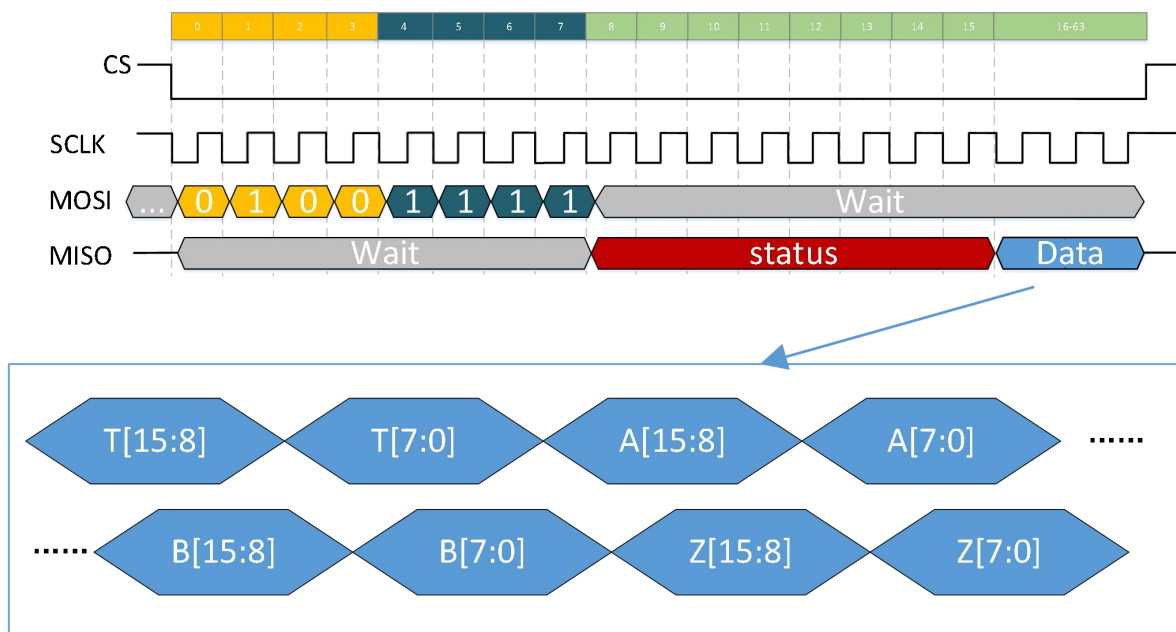 0 1 2 3 4 5 6 7 8 9 10 11 12 13 14 15 16-63
CS
SCLK
MOSI ... 0 1 0 0 1 1 1 1 Wait
MISO Wait status Data
T[15:8] T[7:0] A[15:8] A[7:0] ......
...... B[15:8] B[7:0] Z[15:8] Z[7:0]